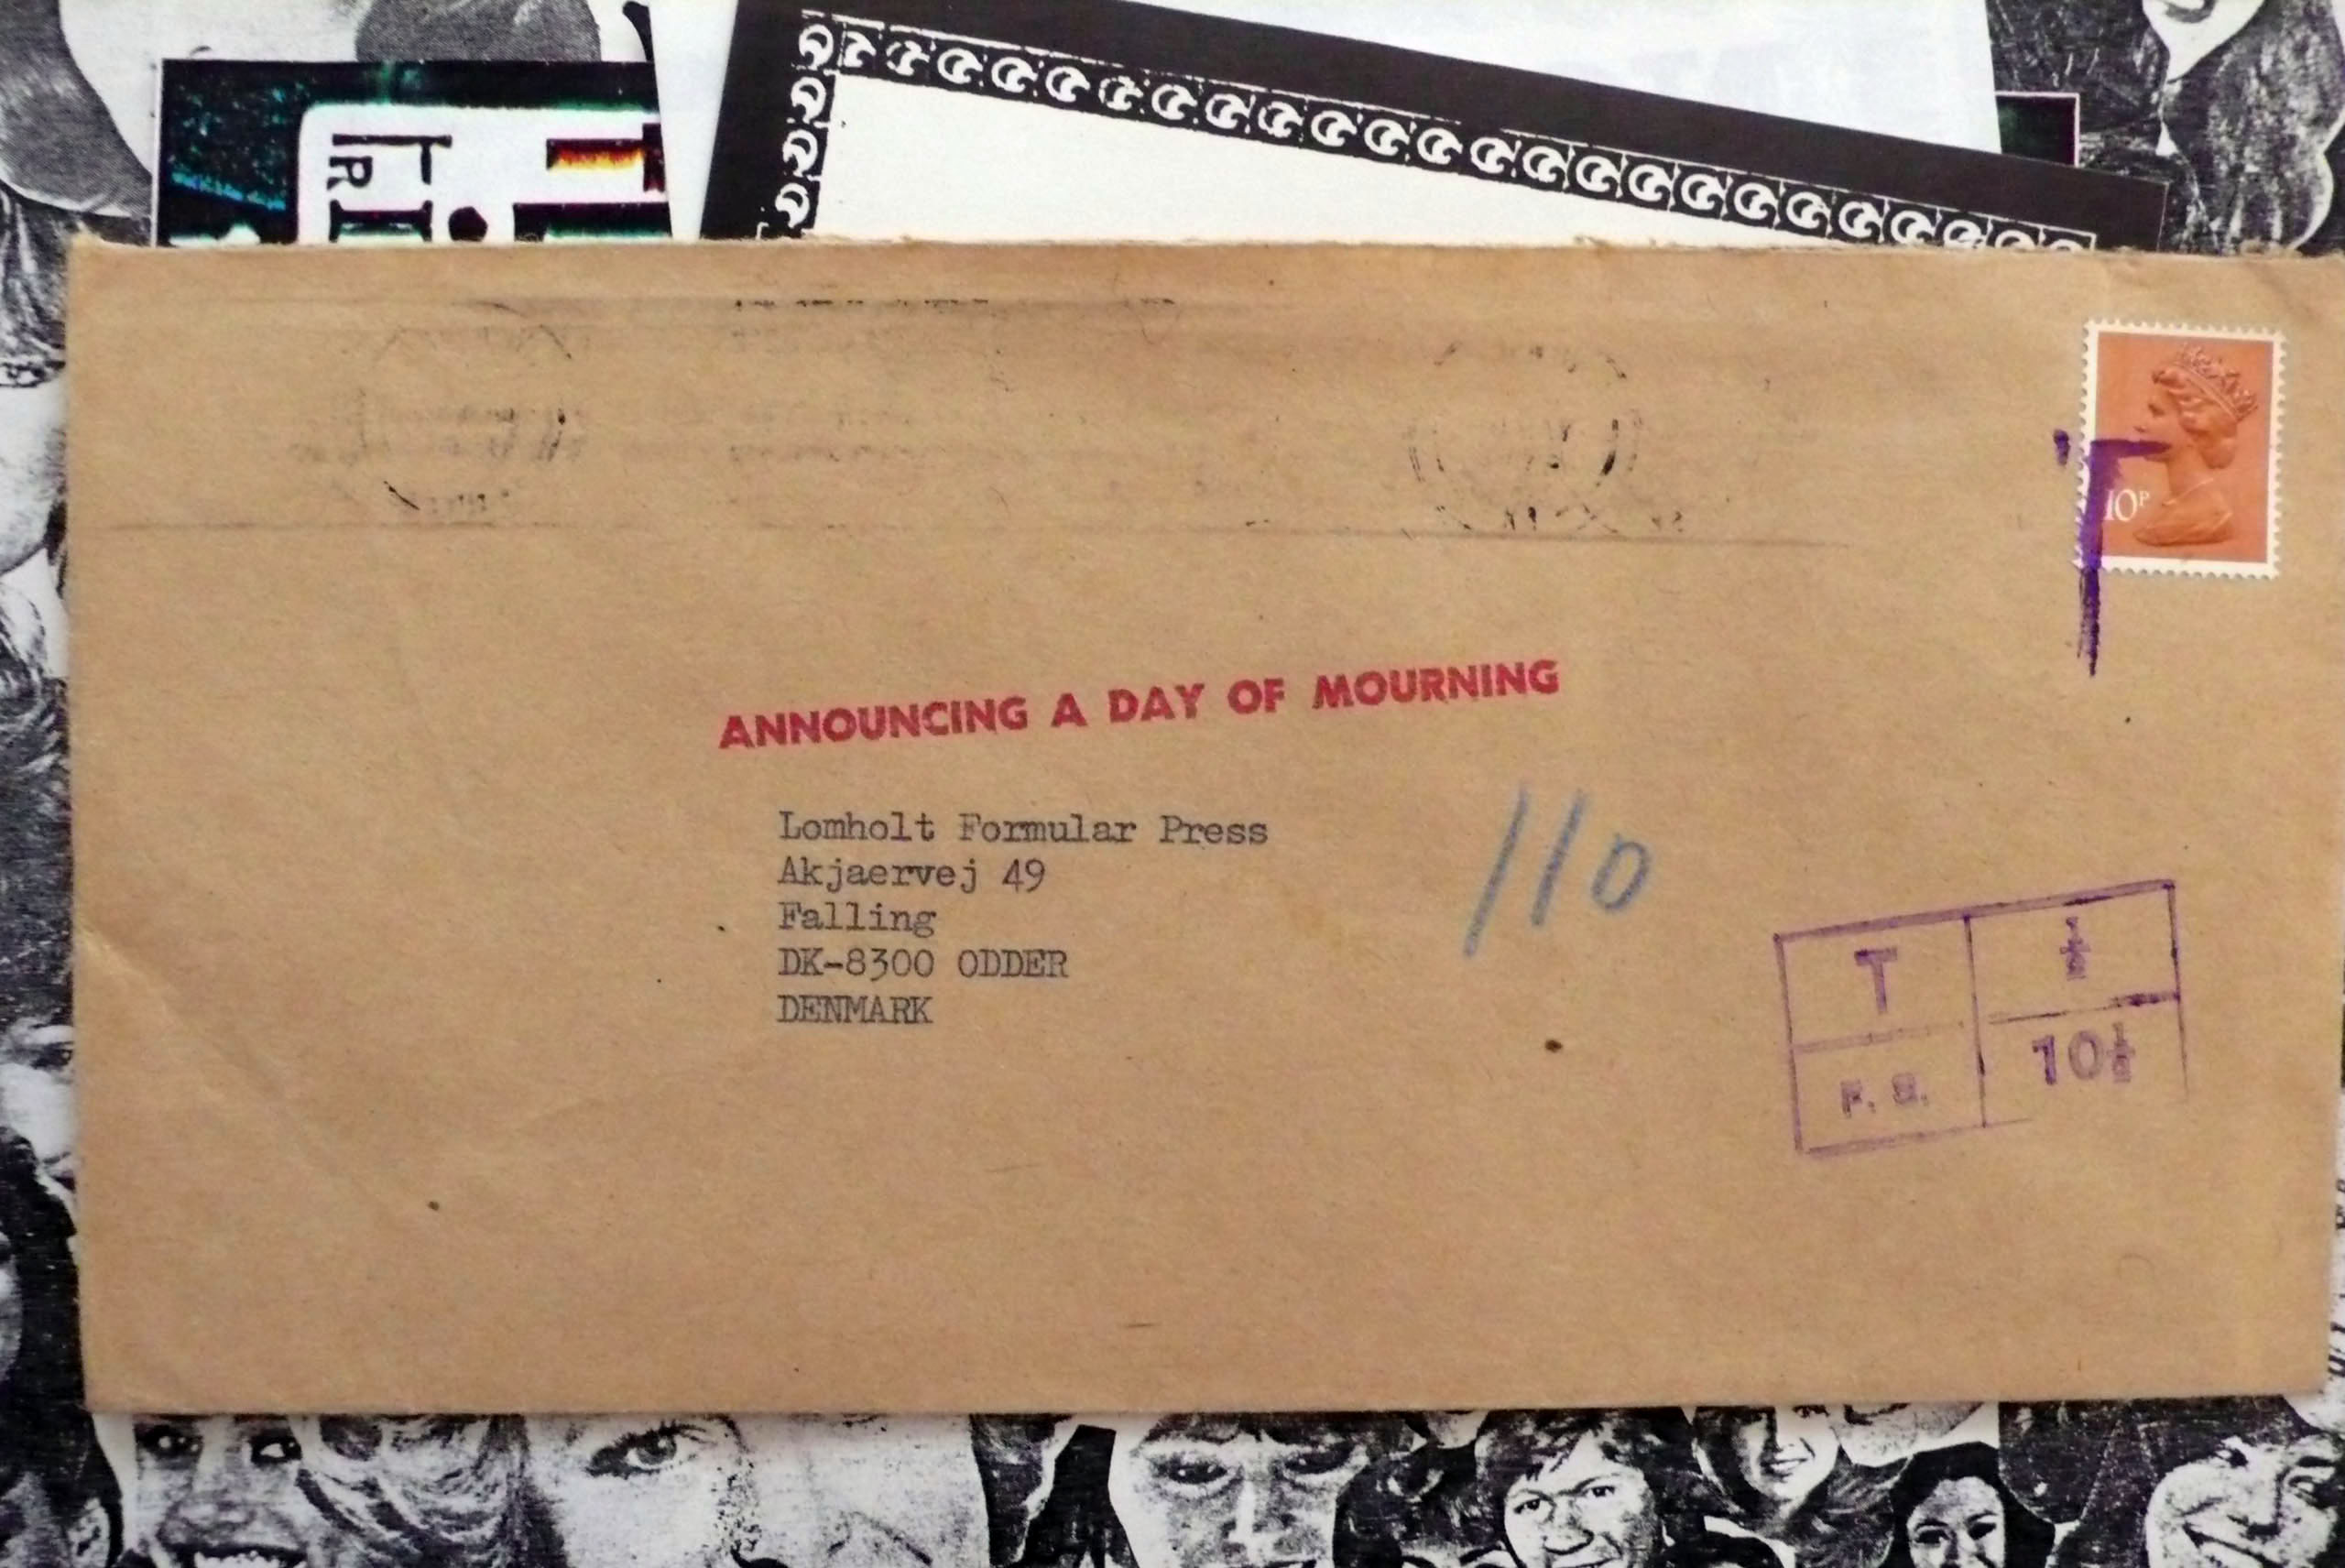 10P
ANNOUNCING A DAY OF MOURNING
Lomholt Formular Press
Akjaervej 49
Falling
DK-8300 ODDER
DENMARK
110
T
10½